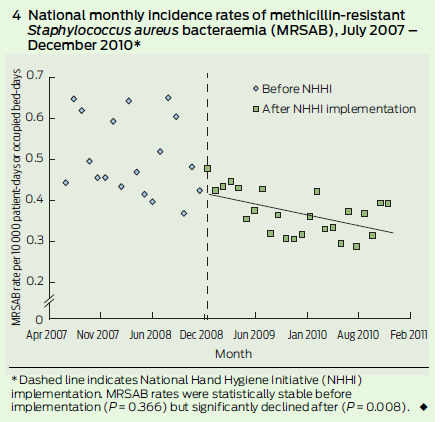 4 National monthly incidence rates of methicillin-resistant
Staphylococcus aureus bacteraemia (MRSAB), July 2007 –
December 2010*
MRSAB rate per 10 000 patient-days or occupied bed-days
0.7
0.6
0.5
0.4
0.3
0.2
0
Before NHHI
After NHHI implementation
Apr 2007 Nov 2007 Jun 2008 Dec 2008 Jun 2009 Jan 2010 Aug 2010 Feb 2011
Month
*Dashed line indicates National Hand Hygiene Initiative (NHHI)
implementation. MRSAB rates were statistically stable before
implementation (P = 0.366) but significantly declined after (P = 0.008). ◆